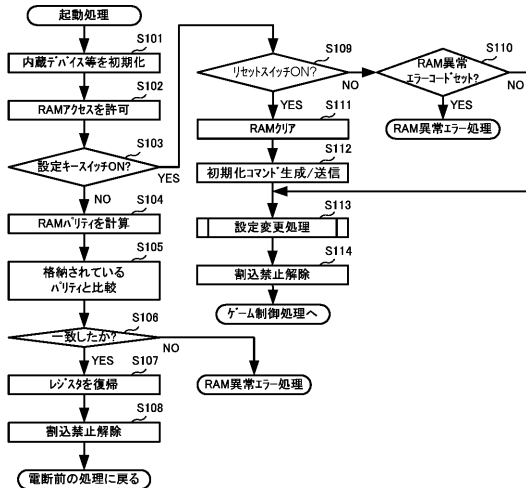 起動処理
S101
内蔵デバイス等を初期化
S102
RAMアクセスを許可
S103
設定キースイッチON?
YES
NO
S104
RAMパリティを計算
S105
格納されている
パリティと比較
S106
一致したか?
NO
YES
S107
レジスタを復帰
RAM異常エラー処理
S108
割込禁止解除
電断前の処理に戻る
S109
リセットスイッチON?
NO
YES
S110
RAM異常
エラーコードセット?
NO
YES
RAM異常エラー処理
S111
RAMクリア
S112
初期化コマンド生成/送信
S113
設定変更処理
S114
割込禁止解除
ゲーム制御処理へ